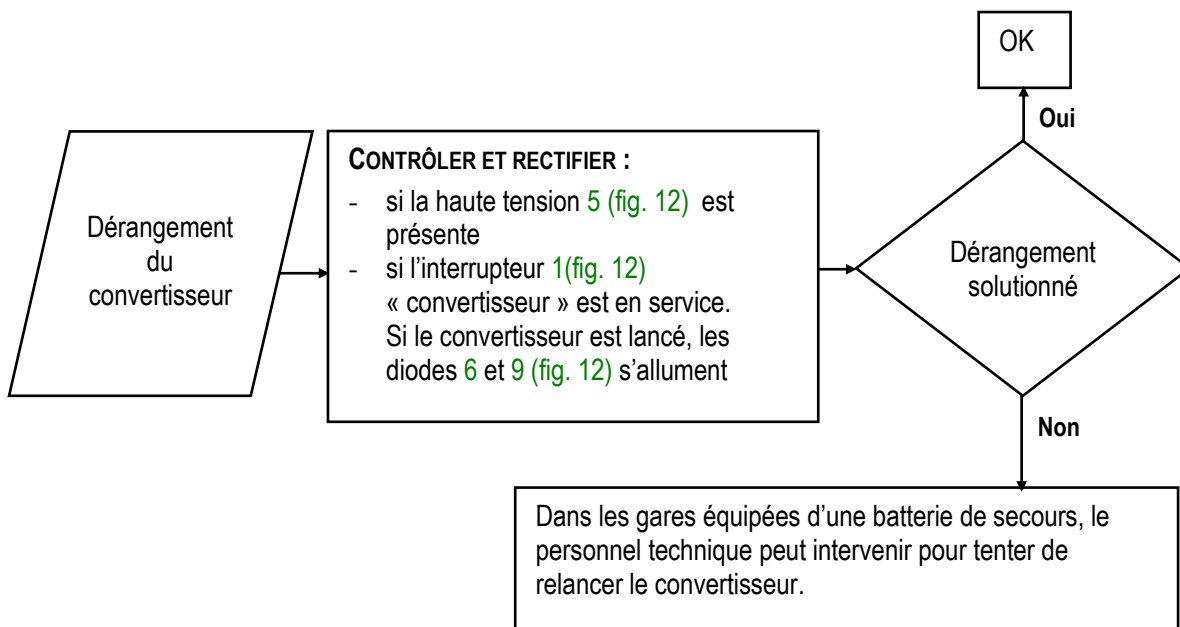 OK
Oui
Dérangement
du
convertisseur
CONTRÔLER ET RECTIFIER :
- si la haute tension 5 (fig. 12) est
présente
- si l’interrupteur 1(fig. 12)
« convertisseur » est en service.
Si le convertisseur est lancé, les
diodes 6 et 9 (fig. 12) s’allument
Dérangement
solutionné
Non
Dans les gares équipées d’une batterie de secours, le
personnel technique peut intervenir pour tenter de
relancer le convertisseur.